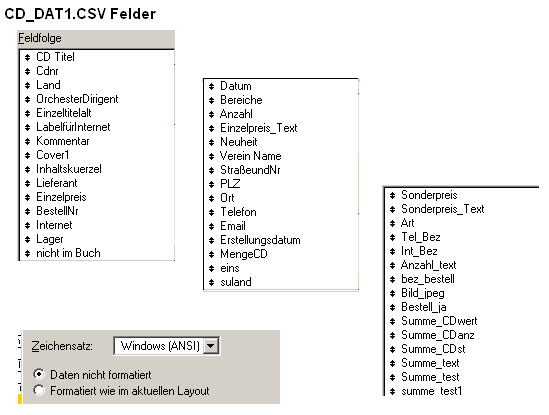 CD_DAT1.CSV Felder
Feldfolge
CD Titel
Cdnr
Land
OrchesterDirigent
Einzeltitelalt
LabelfürInternet
Kommentar
Cover1
Inhaltskuerzel
Lieferant
Einzelpreis
BestellNr
Internet
Lager
nicht im Buch
Datum
Bereiche
Anzahl
Einzelpreis_Text
Neuheit
Verein Name
StraßeundNr
PLZ
Ort
Telefon
Email
Erstellungsdatum
MengeCD
eins
suland
Sonderpreis
Sonderpreis_Text
Art
Tel_Bez
Int_Bez
Anzahl_text
bez_bestell
Bild_jpeg
Bestell_ja
Summe_CDwert
Summe_CDanz
Summe_CDst
Summe_text
Summe_test
summe_test1
Zeichensatz: Windows (ANSI)
Daten nicht formatiert
Formatiert wie im aktuellen Layout